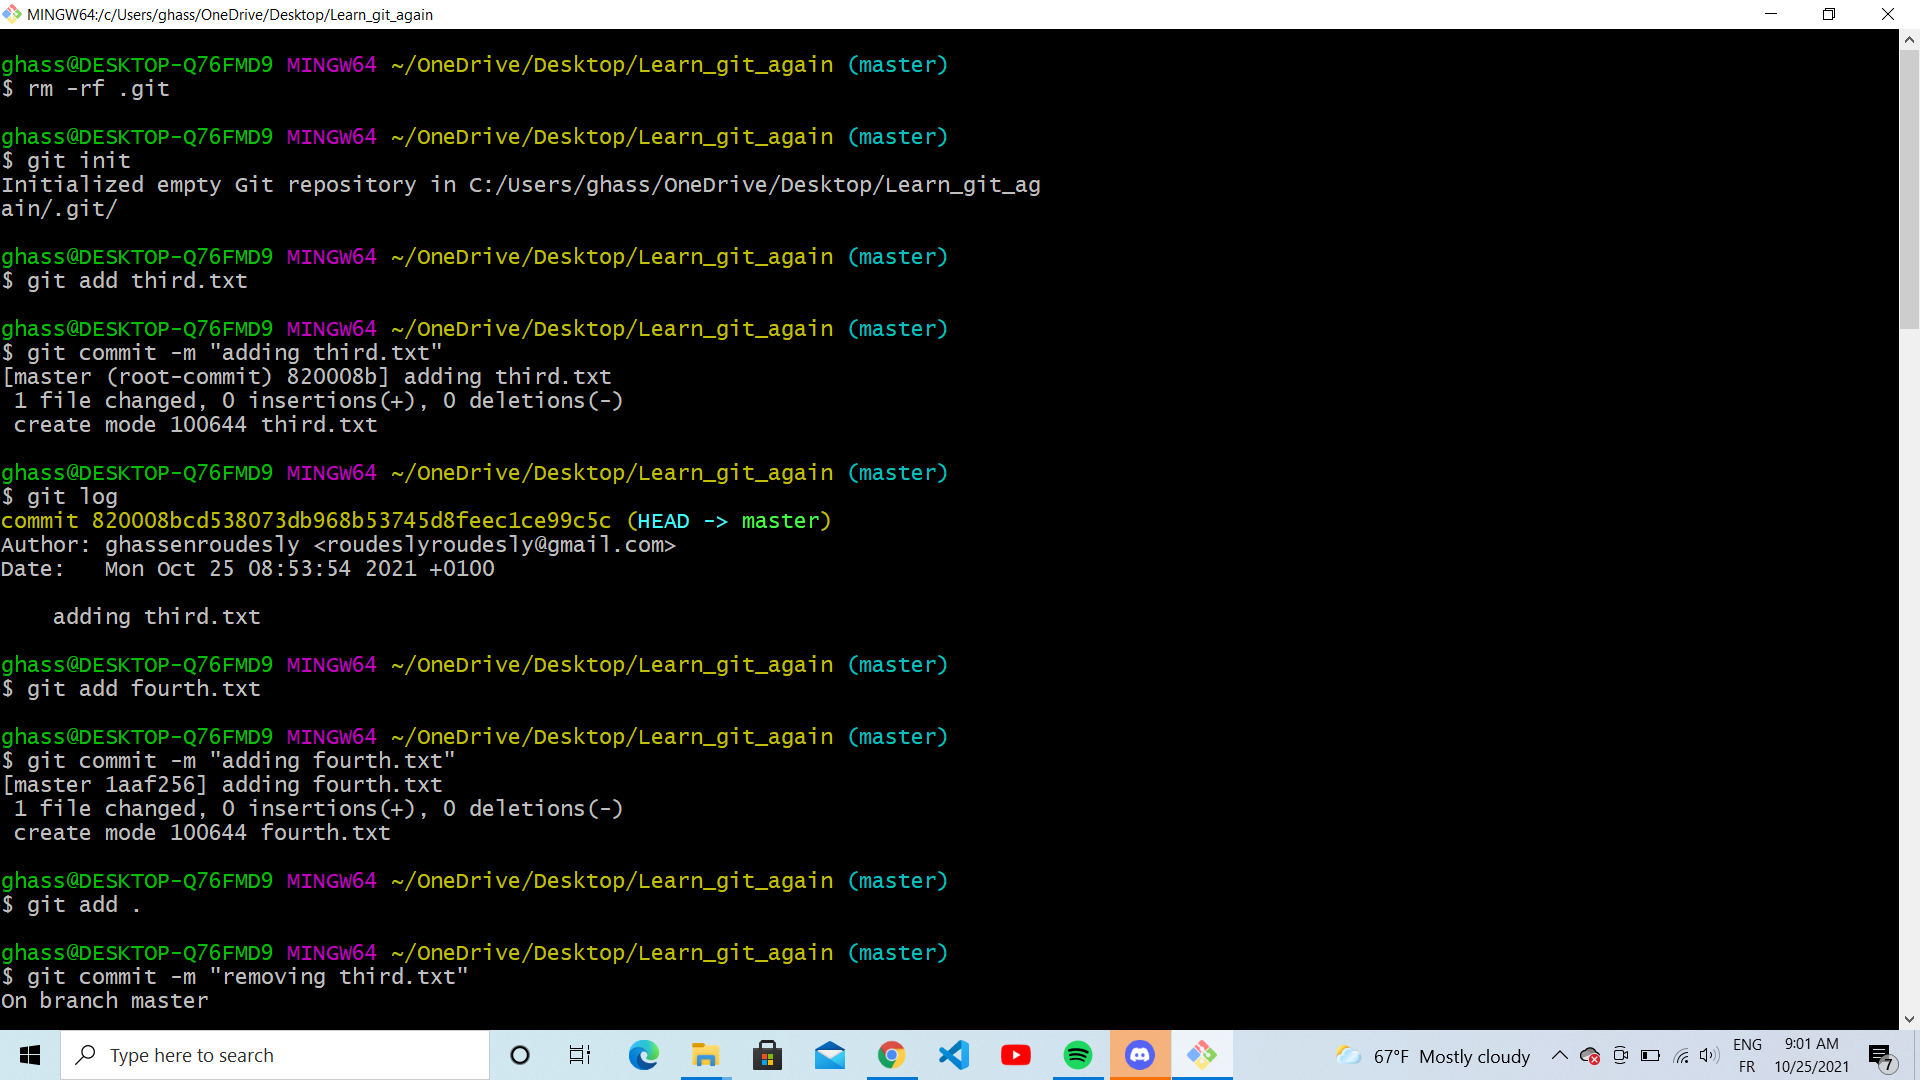 MINGW64:/c/Users/ghass/OneDrive/Desktop/Learn_git_again
ghass@DESKTOP-Q76FMD9 MINGW64 ~/OneDrive/Desktop/Learn_git_again (master)
$ rm -rf .git
ghass@DESKTOP-Q76FMD9 MINGW64 ~/OneDrive/Desktop/Learn_git_again (master)
$ git init
Initialized empty Git repository in C:/Users/ghass/OneDrive/Desktop/Learn_git_ag
ain/.git/
ghass@DESKTOP-Q76FMD9 MINGW64 ~/OneDrive/Desktop/Learn_git_again (master)
$ git add third.txt
ghass@DESKTOP-Q76FMD9 MINGW64 ~/OneDrive/Desktop/Learn_git_again (master)
$ git commit -m "adding third.txt"
[master (root-commit) 820008b] adding third.txt
 1 file changed, 0 insertions(+), 0 deletions(-)
 create mode 100644 third.txt
ghass@DESKTOP-Q76FMD9 MINGW64 ~/OneDrive/Desktop/Learn_git_again (master)
$ git log
commit 820008bcd538073db968b53745d8feec1ce99c5c (HEAD -> master)
Author: ghassenroudesly <roudeslyroudesly@gmail.com>
Date:   Mon Oct 25 08:53:54 2021 +0100
    adding third.txt
ghass@DESKTOP-Q76FMD9 MINGW64 ~/OneDrive/Desktop/Learn_git_again (master)
$ git add fourth.txt
ghass@DESKTOP-Q76FMD9 MINGW64 ~/OneDrive/Desktop/Learn_git_again (master)
$ git commit -m "adding fourth.txt"
[master 1aaf256] adding fourth.txt
 1 file changed, 0 insertions(+), 0 deletions(-)
 create mode 100644 fourth.txt
ghass@DESKTOP-Q76FMD9 MINGW64 ~/OneDrive/Desktop/Learn_git_again (master)
$ git add .
ghass@DESKTOP-Q76FMD9 MINGW64 ~/OneDrive/Desktop/Learn_git_again (master)
$ git commit -m "removing third.txt"
On branch master
Type here to search
67°F Mostly cloudy
ENG
FR
9:01 AM
10/25/2021
7